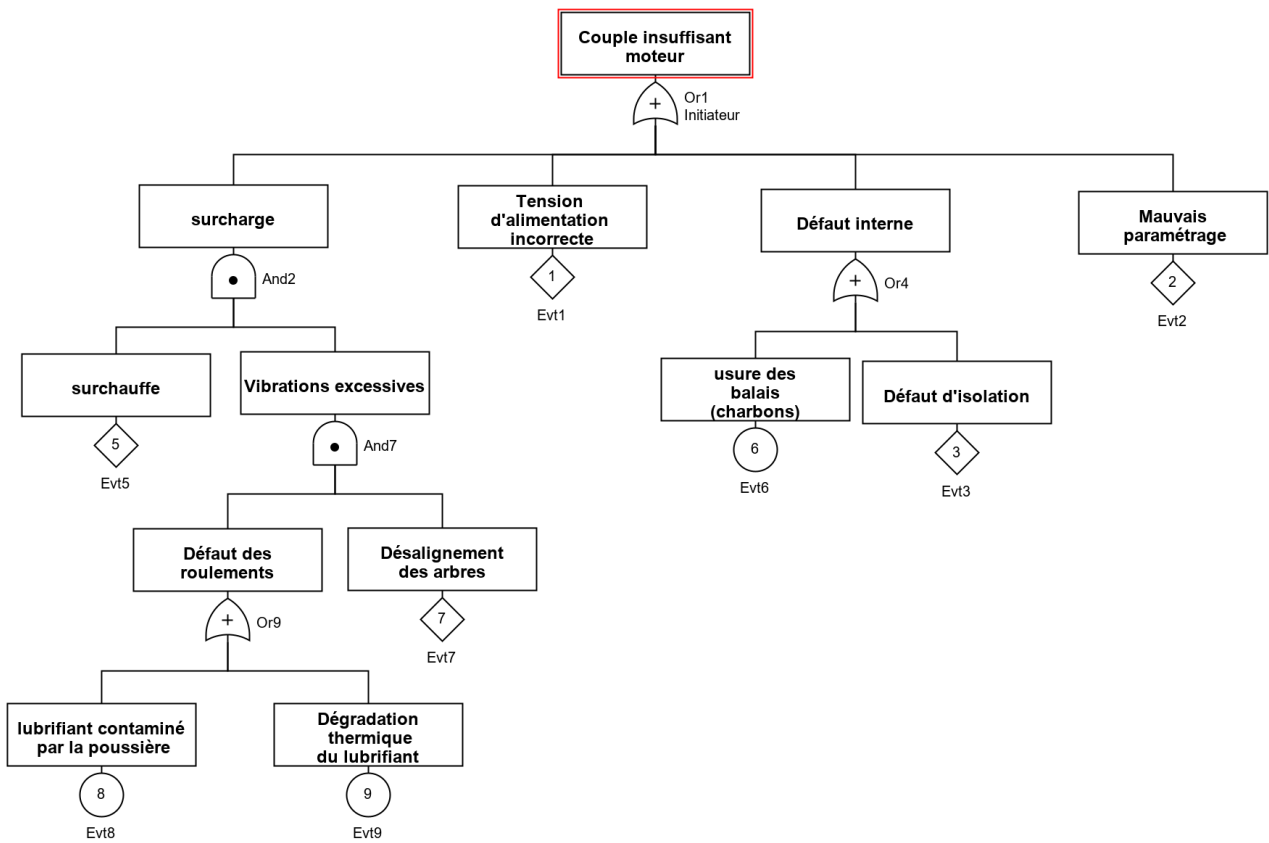 Couple insuffisant
moteur
+
Or1
Initiateur
surcharge
And2
Tension
d'alimentation
incorrecte
1
Evt1
Défaut interne
+
Or4
Mauvais
paramétrage
2
Evt2
surchauffe
5
Evt5
Vibrations excessives
And7
usure des
balais
(charbons)
6
Evt6
Défaut d'isolation
3
Evt3
Défaut des
roulements
+
Or9
Désalignement
des arbres
7
Evt7
lubrifiant contaminé
par la poussière
8
Evt8
Dégradation
thermique
du lubrifiant
9
Evt9